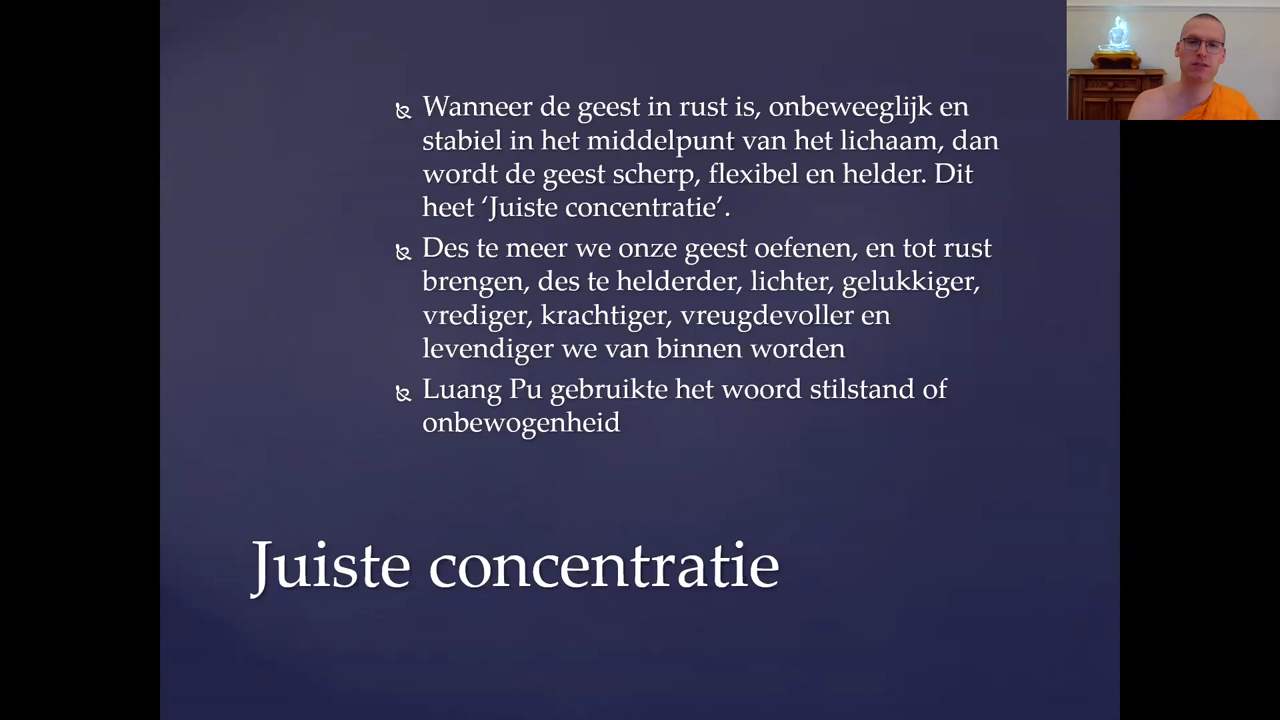 Wanneer de geest in rust is, onbeweeglijk en
stabiel in het middelpunt van het lichaam, dan
wordt de geest scherp, flexibel en helder. Dit
heet ‘Juiste concentratie’.
Des te meer we onze geest oefenen, en tot rust
brengen, des te helderder, lichter, gelukkiger,
vrediger, krachtiger, vreugdevoller en
levendiger we van binnen worden
Luang Pu gebruikte het woord stilstand of
onbewogenheid
Juiste concentratie